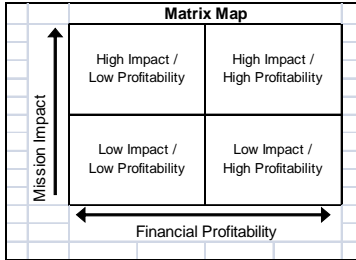 Matrix Map
High Impact /
Low Profitability
High Impact /
High Profitability
Mission Impact
Low Impact /
Low Profitability
Low Impact /
High Profitability
Financial Profitability